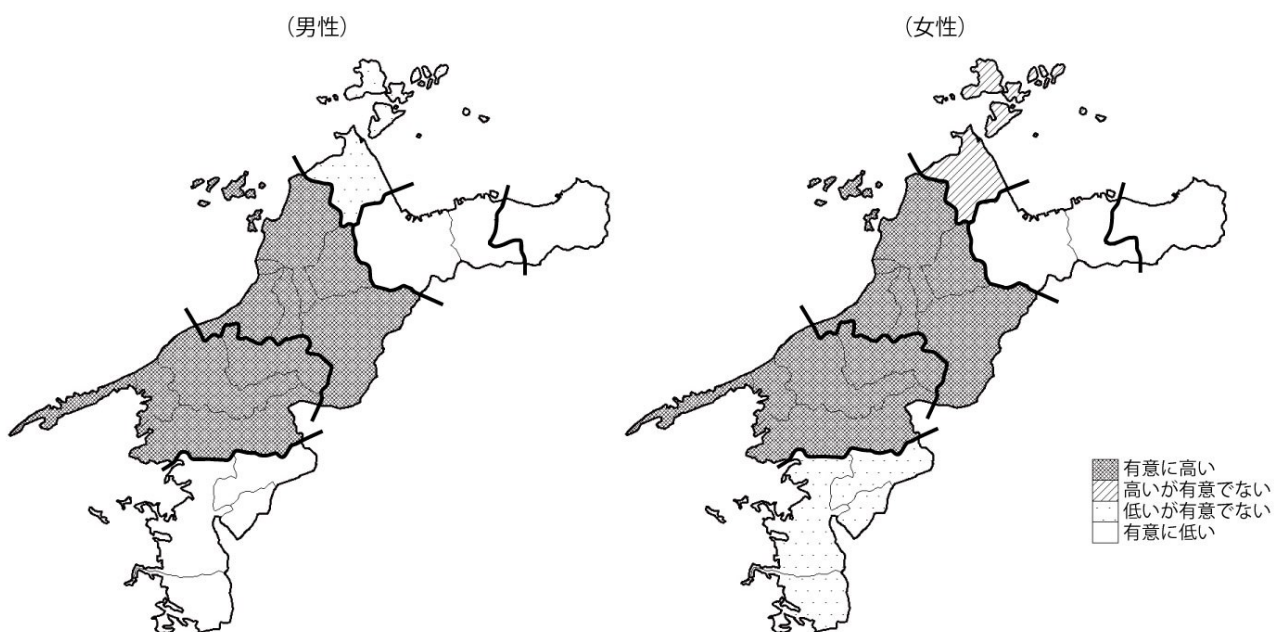 (男性)
(女性)
有意に高い
高いが有意でない
低いが有意でない
有意に低い